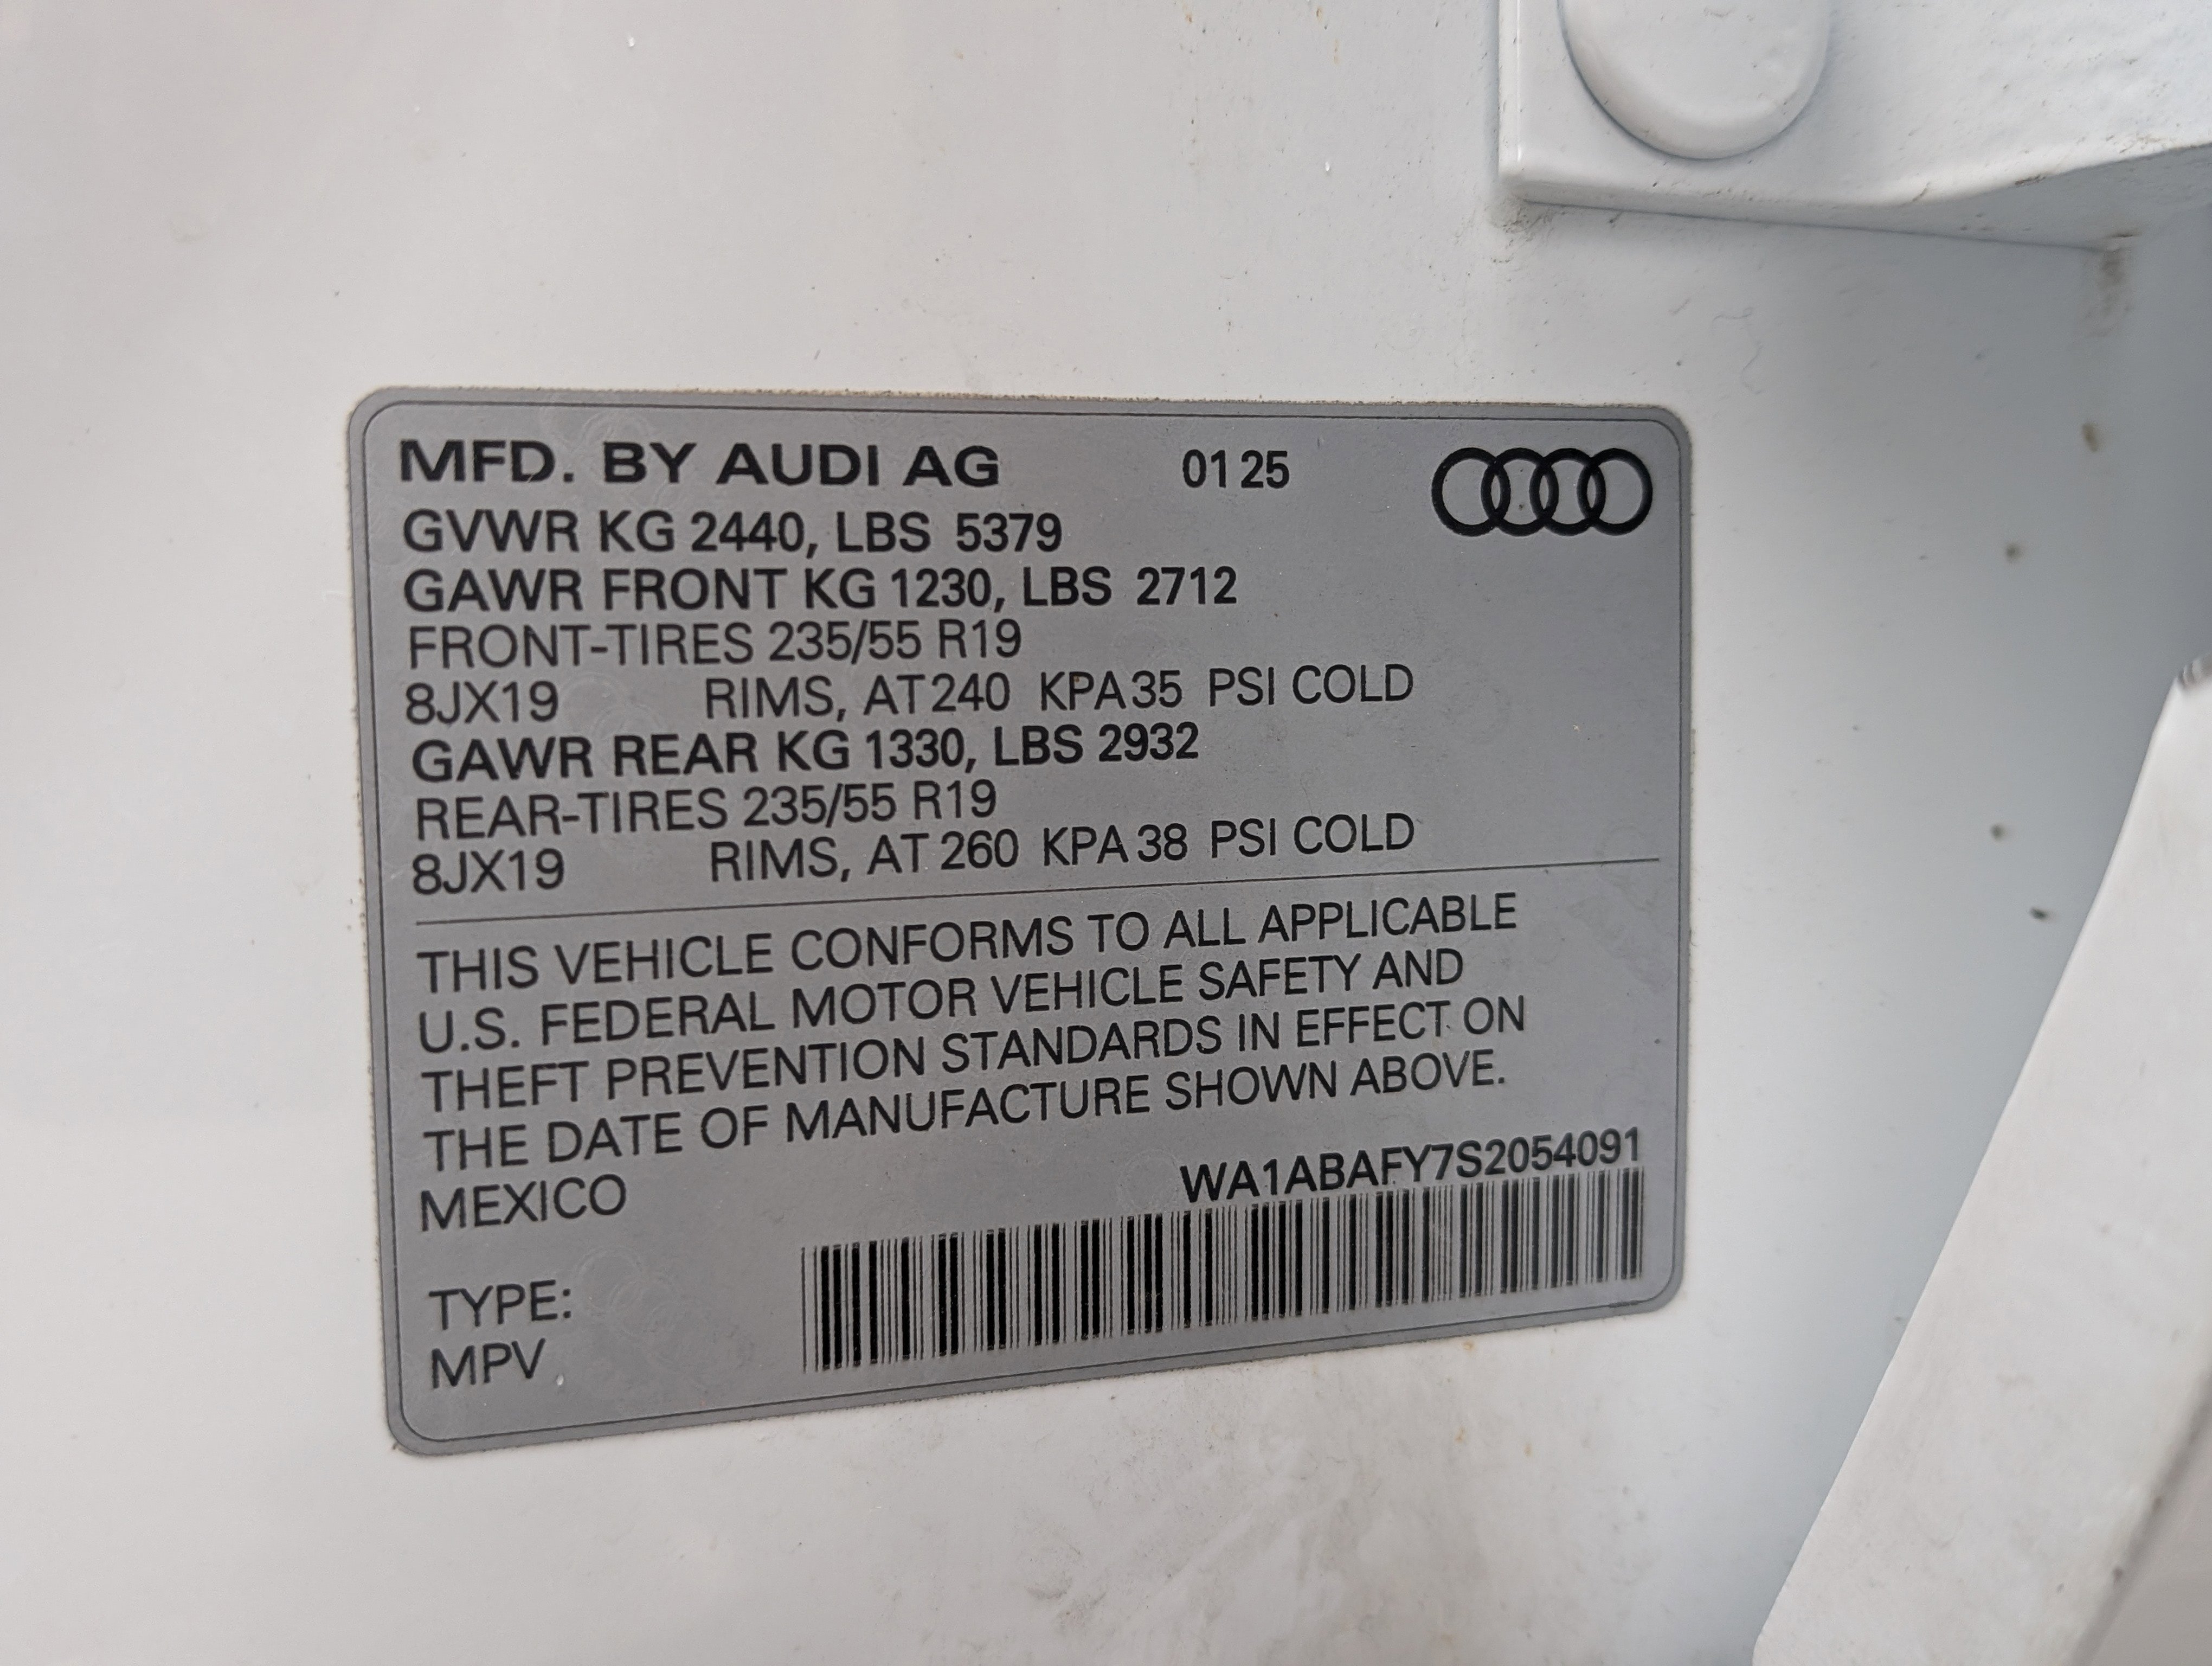 MFD. BY AUDI AG 01 25
GVWR KG 2440, LBS 5379
GAWR FRONT KG 1230, LBS 2712
FRONT-TIRES 235/55 R19
8JX19 RIMS, AT 240 KPA 35 PSI COLD
GAWR REAR KG 1330, LBS 2932
REAR-TIRES 235/55 R19
8JX19 RIMS, AT 260 KPA 38 PSI COLD
THIS VEHICLE CONFORMS TO ALL APPLICABLE
U.S. FEDERAL MOTOR VEHICLE SAFETY AND
THEFT PREVENTION STANDARDS IN EFFECT ON
THE DATE OF MANUFACTURE SHOWN ABOVE.
MEXICO
WA1ABAFY7S2054091
TYPE:
MPV